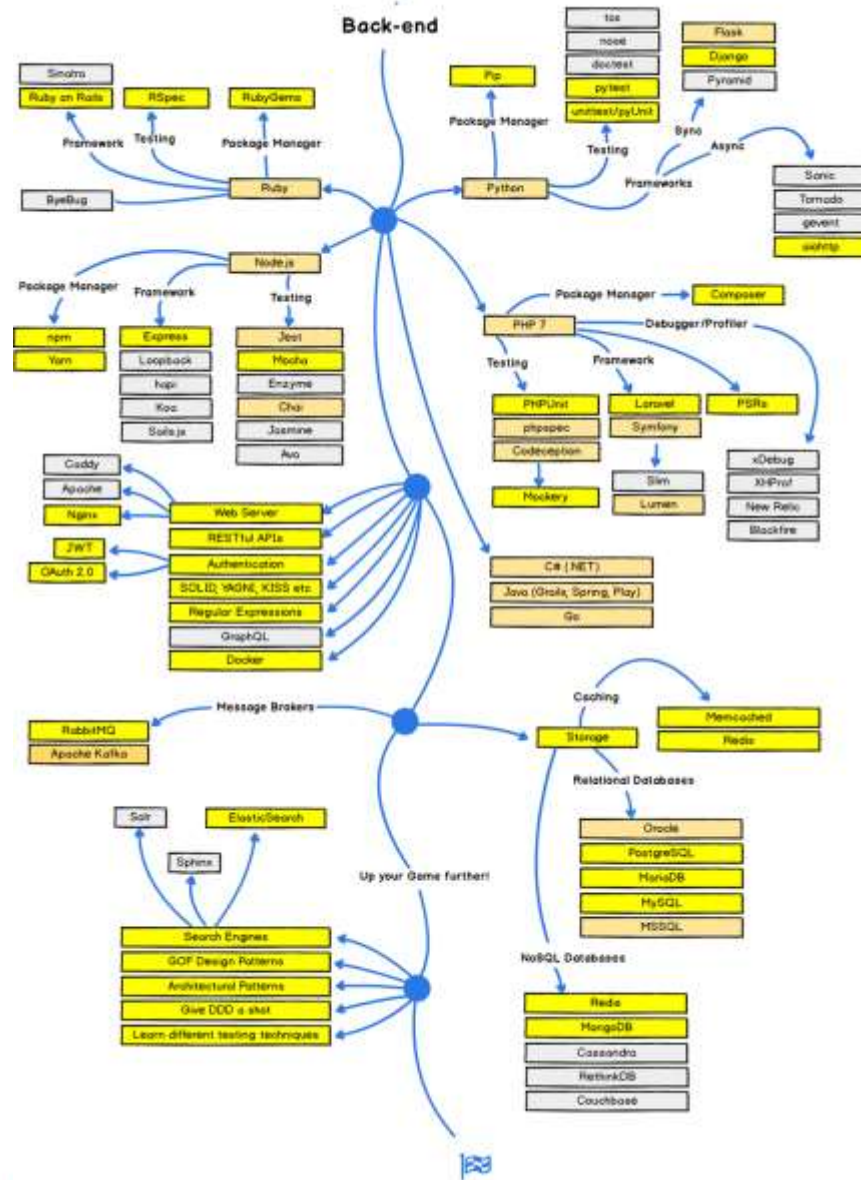 Back-end
Sinatra
Ruby on Rails
RSpec
RubyGems
Framework
Testing
Package Manager
Ruby
ByeBug
Pip
Package Manager
Python
tox
nose
doctest
pytest
unittest/pyUnit
Testing
Flask
Django
Pyramid
Sync
Async
Frameworks
Sanic
Tornado
gevent
aiohttp
Node.js
Package Manager
Framework
Testing
npm
Yarn
Express
Loopback
hapi
Koa
Sails.js
Jest
Mocha
Enzyme
Chai
Jasmine
Ava
PHP 7
Package Manager
Composer
Debugger/Profiler
Testing
Framework
PHPUnit
phpspec
Codeception
Mockery
Laravel
Symfony
Slim
Lumen
PSRs
xDebug
XHProf
New Relic
Blackfire
Caddy
Apache
Nginx
JWT
OAuth 2.0
Web Server
RESTful APIs
Authentication
SOLID, YAGNI, KISS etc
Regular Expressions
GraphQL
Docker
C# (.NET)
Java (Grails, Spring, Play)
Go
Message Brokers
RabbitMQ
Apache Kafka
Storage
Caching
Memcached
Redis
Relational Databases
Oracle
PostgreSQL
MariaDB
MySQL
MSSQL
NoSQL Databases
Redis
MongoDB
Cassandra
RethinkDB
Couchbase
Up your Game further!
Solr
Sphinx
ElasticSearch
Search Engines
GOF Design Patterns
Architectural Patterns
Give DDD a shot
Learn different testing techniques